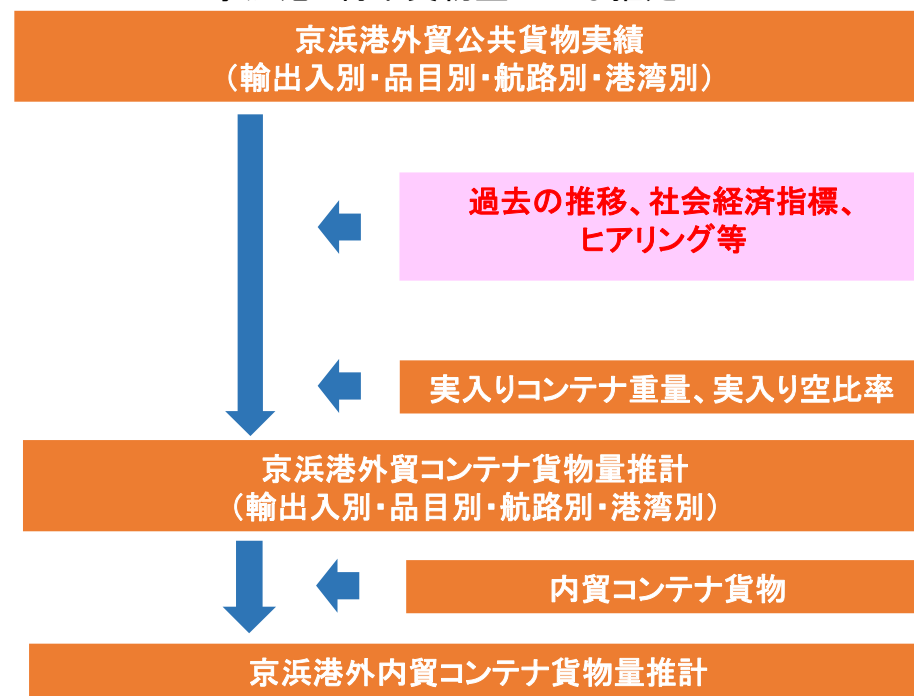 京浜港外貿公共貨物実績
（輸出入別・品目別・航路別・港湾別）
過去の推移、社会経済指標、
ヒアリング等
実入りコンテナ重量、実入り空比率
京浜港外貿コンテナ貨物量推計
（輸出入別・品目別・航路別・港湾別）
内貿コンテナ貨物
京浜港外内貿コンテナ貨物量推計